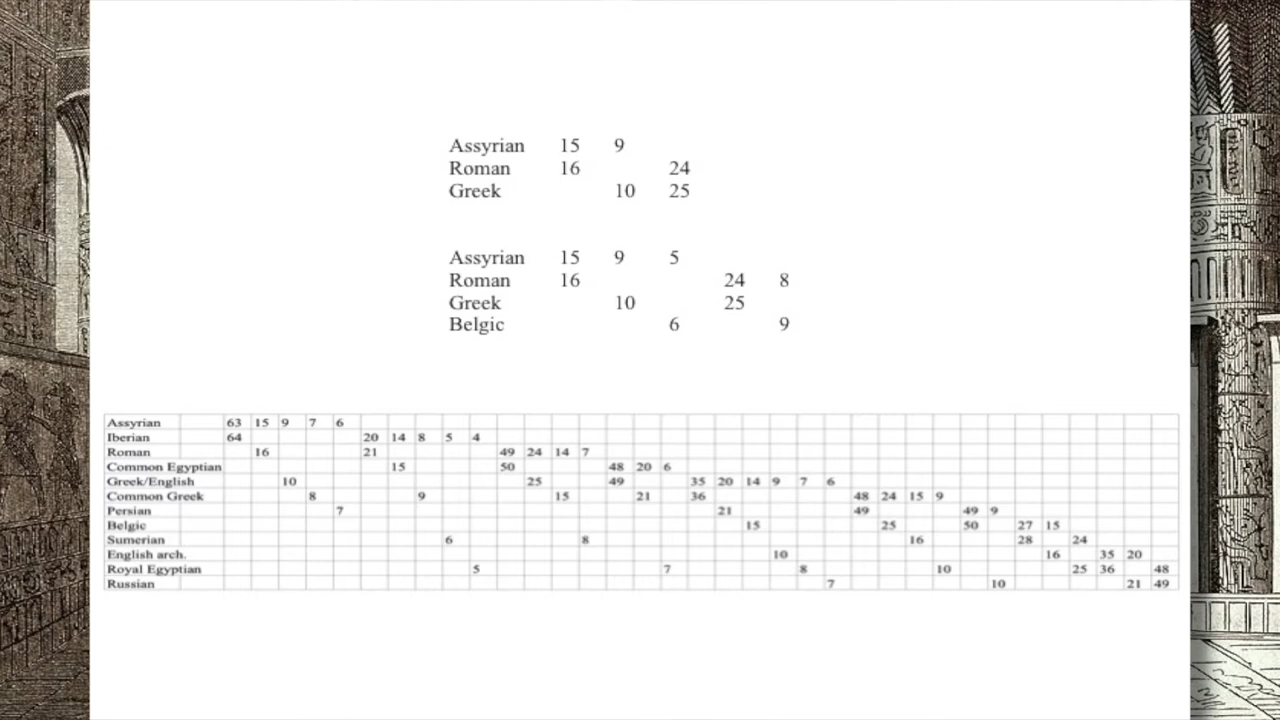 Assyrian 15 9
Roman 16 24
Greek 10 25
Assyrian 15 9 5
Roman 16 24 8
Greek 10 25
Belgic 6 9
Assyrian 63 15 9 7 6
Iberian 64 20 14 8 5 4
Roman 16 21 49 24 14 7
Common Egyptian 15 50 48 20 6
Greek/English 10 25 49 35 20 14 9 7 6
Common Greek 8 9 15 21 36 48 24 15 9
Persian 7 21 49 49 9
Belgic 15 25 50 27 15
Sumerian 6 8 16 28 24
English arch. 10 16 35 20
Royal Egyptian 5 7 8 10 25 36 48
Russian 7 10 21 49